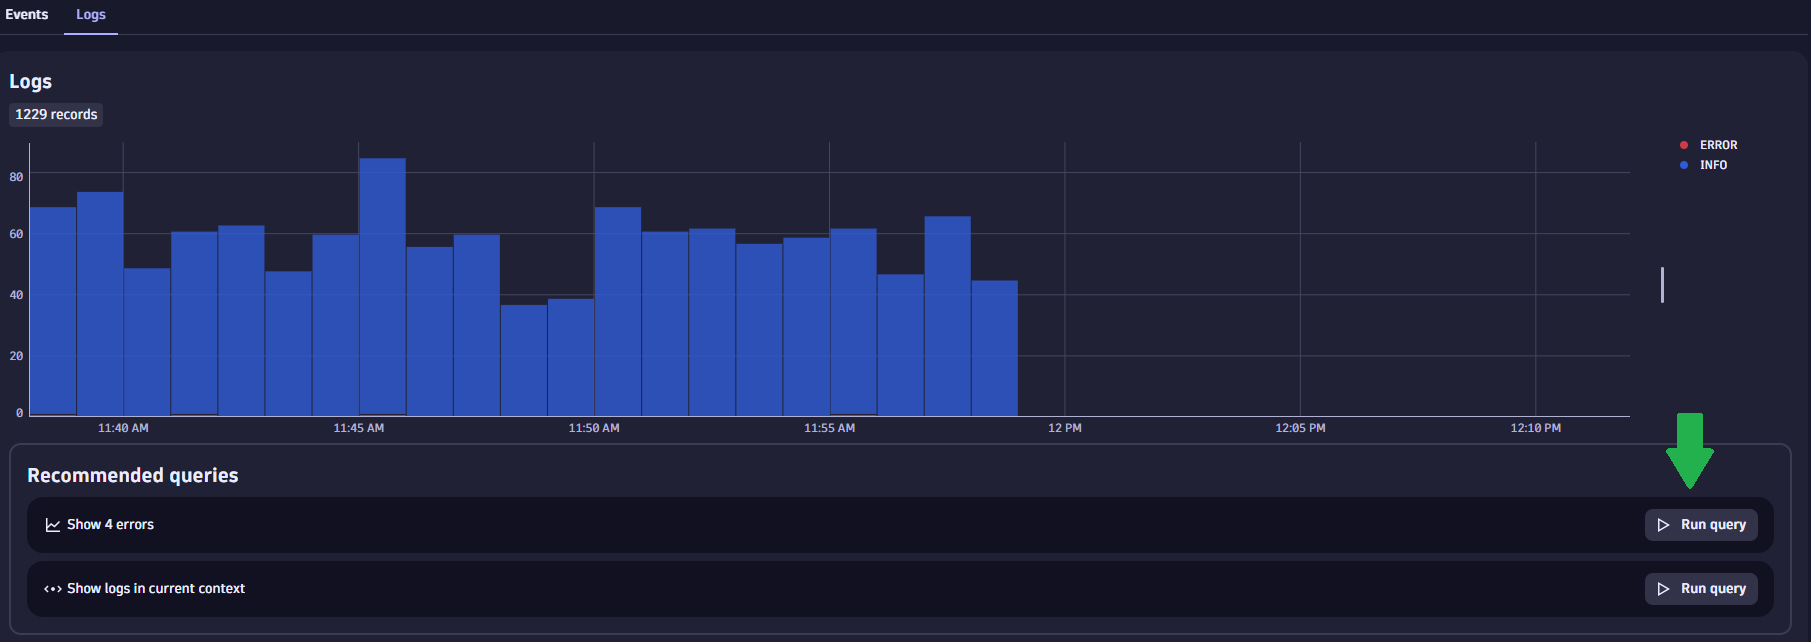 Events Logs
Logs
1229 records
80
60
40
20
0
11:40 AM 11:45 AM 11:50 AM 11:55 AM 12 PM 12:05 PM 12:10 PM
ERROR
INFO
Recommended queries
Show 4 errors Run query
Show logs in current context Run query